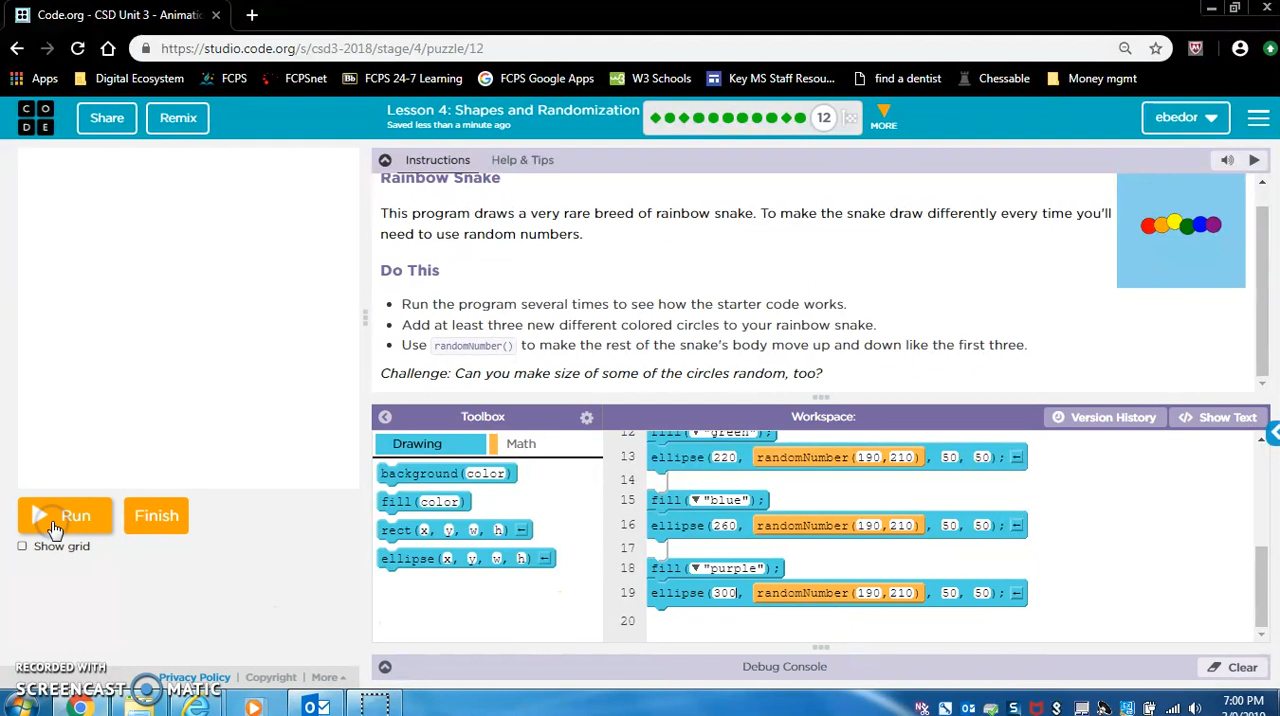 Code.org - CSD Unit 3 - Animatic
https://studio.code.org/s/csd3-2018/stage/4/puzzle/12
Apps Digital Ecosystem FCPS FCPSnet Bb FCPS 24-7 Learning FCPS Google Apps W3 Schools Key MS Staff Resou... find a dentist Chessable Money mgmt
C O D E
Share
Remix
Lesson 4: Shapes and Randomization
Saved less than a minute ago
12
MORE
ebedor
Instructions Help & Tips
Rainbow Snake
This program draws a very rare breed of rainbow snake. To make the snake draw differently every time you'll
need to use random numbers.
Do This
Run the program several times to see how the starter code works.
Add at least three new different colored circles to your rainbow snake.
Use randomNumber() to make the rest of the snake's body move up and down like the first three.
Challenge: Can you make size of some of the circles random, too?
Toolbox
Workspace:
Version History
</> Show Text
Drawing
Math
background(color)
fill(color)
rect(x, y, w, h)
ellipse(x, y, w, h)
12 fill("green");
13 ellipse(220, randomNumber(190,210), 50, 50);
14
15 fill("blue");
16 ellipse(260, randomNumber(190,210), 50, 50);
17
18 fill("purple");
19 ellipse(300, randomNumber(190,210), 50, 50);
20
Run
Finish
Show grid
Debug Console
Clear
RECORDED WITH
SCREENCAST MATIC
Privacy Policy | Copyright | More
7:00 PM